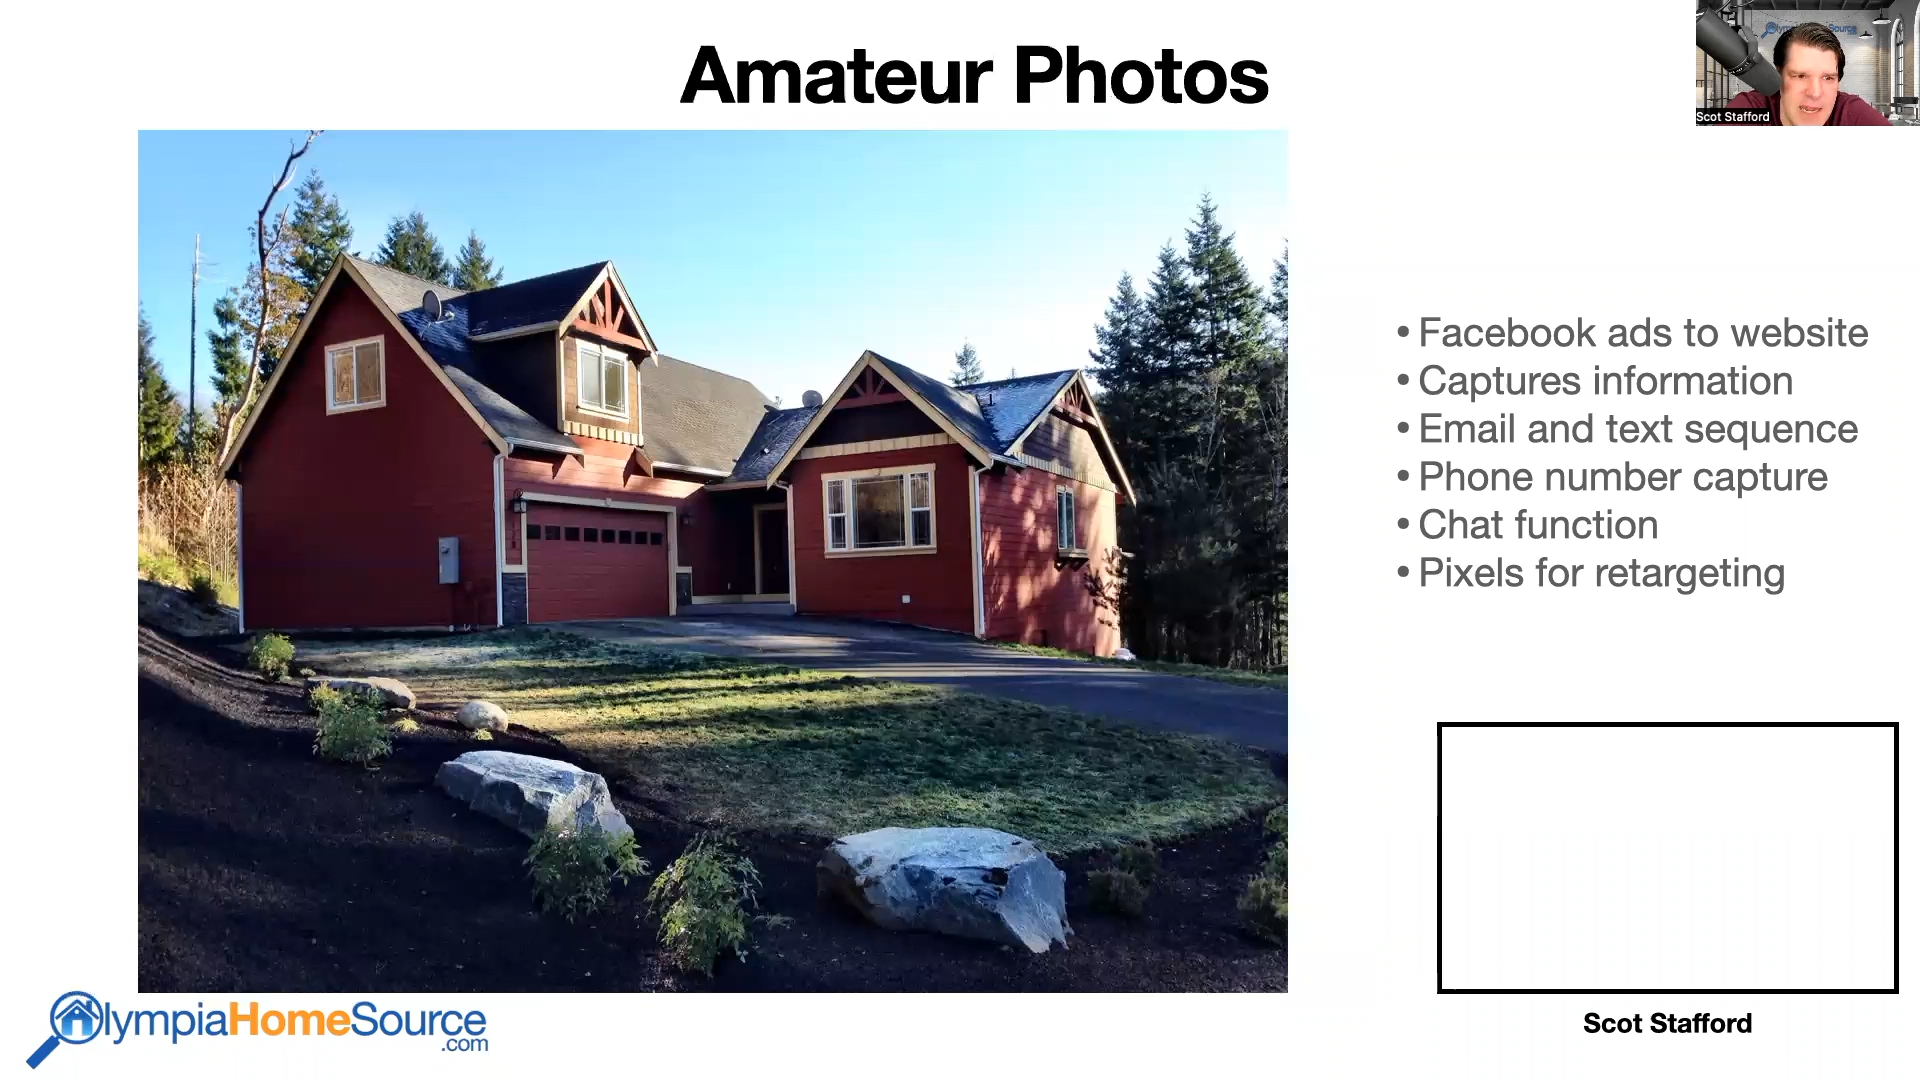 Amateur Photos
Scot Stafford
• Facebook ads to website
• Captures information
• Email and text sequence
• Phone number capture
• Chat function
• Pixels for retargeting
OlympiaHomeSource
.com
Scot Stafford